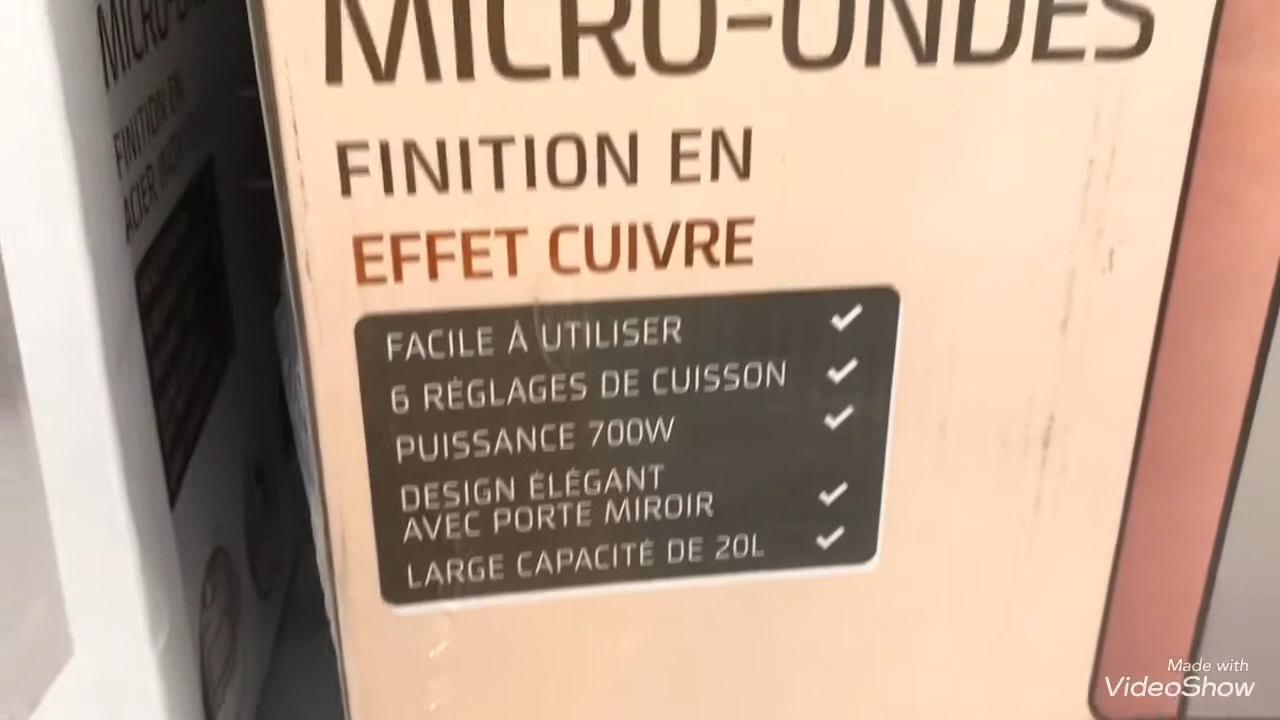 MICRO-ONDES
FINITION EN
EFFET CUIVRE
FACILE À UTILISER
6 RÉGLAGES DE CUISSON
PUISSANCE 700W
DESIGN ÉLÉGANT
AVEC PORTE MIROIR
LARGE CAPACITÉ DE 20L
FINITION EN
ACIER
Made with
VideoShow